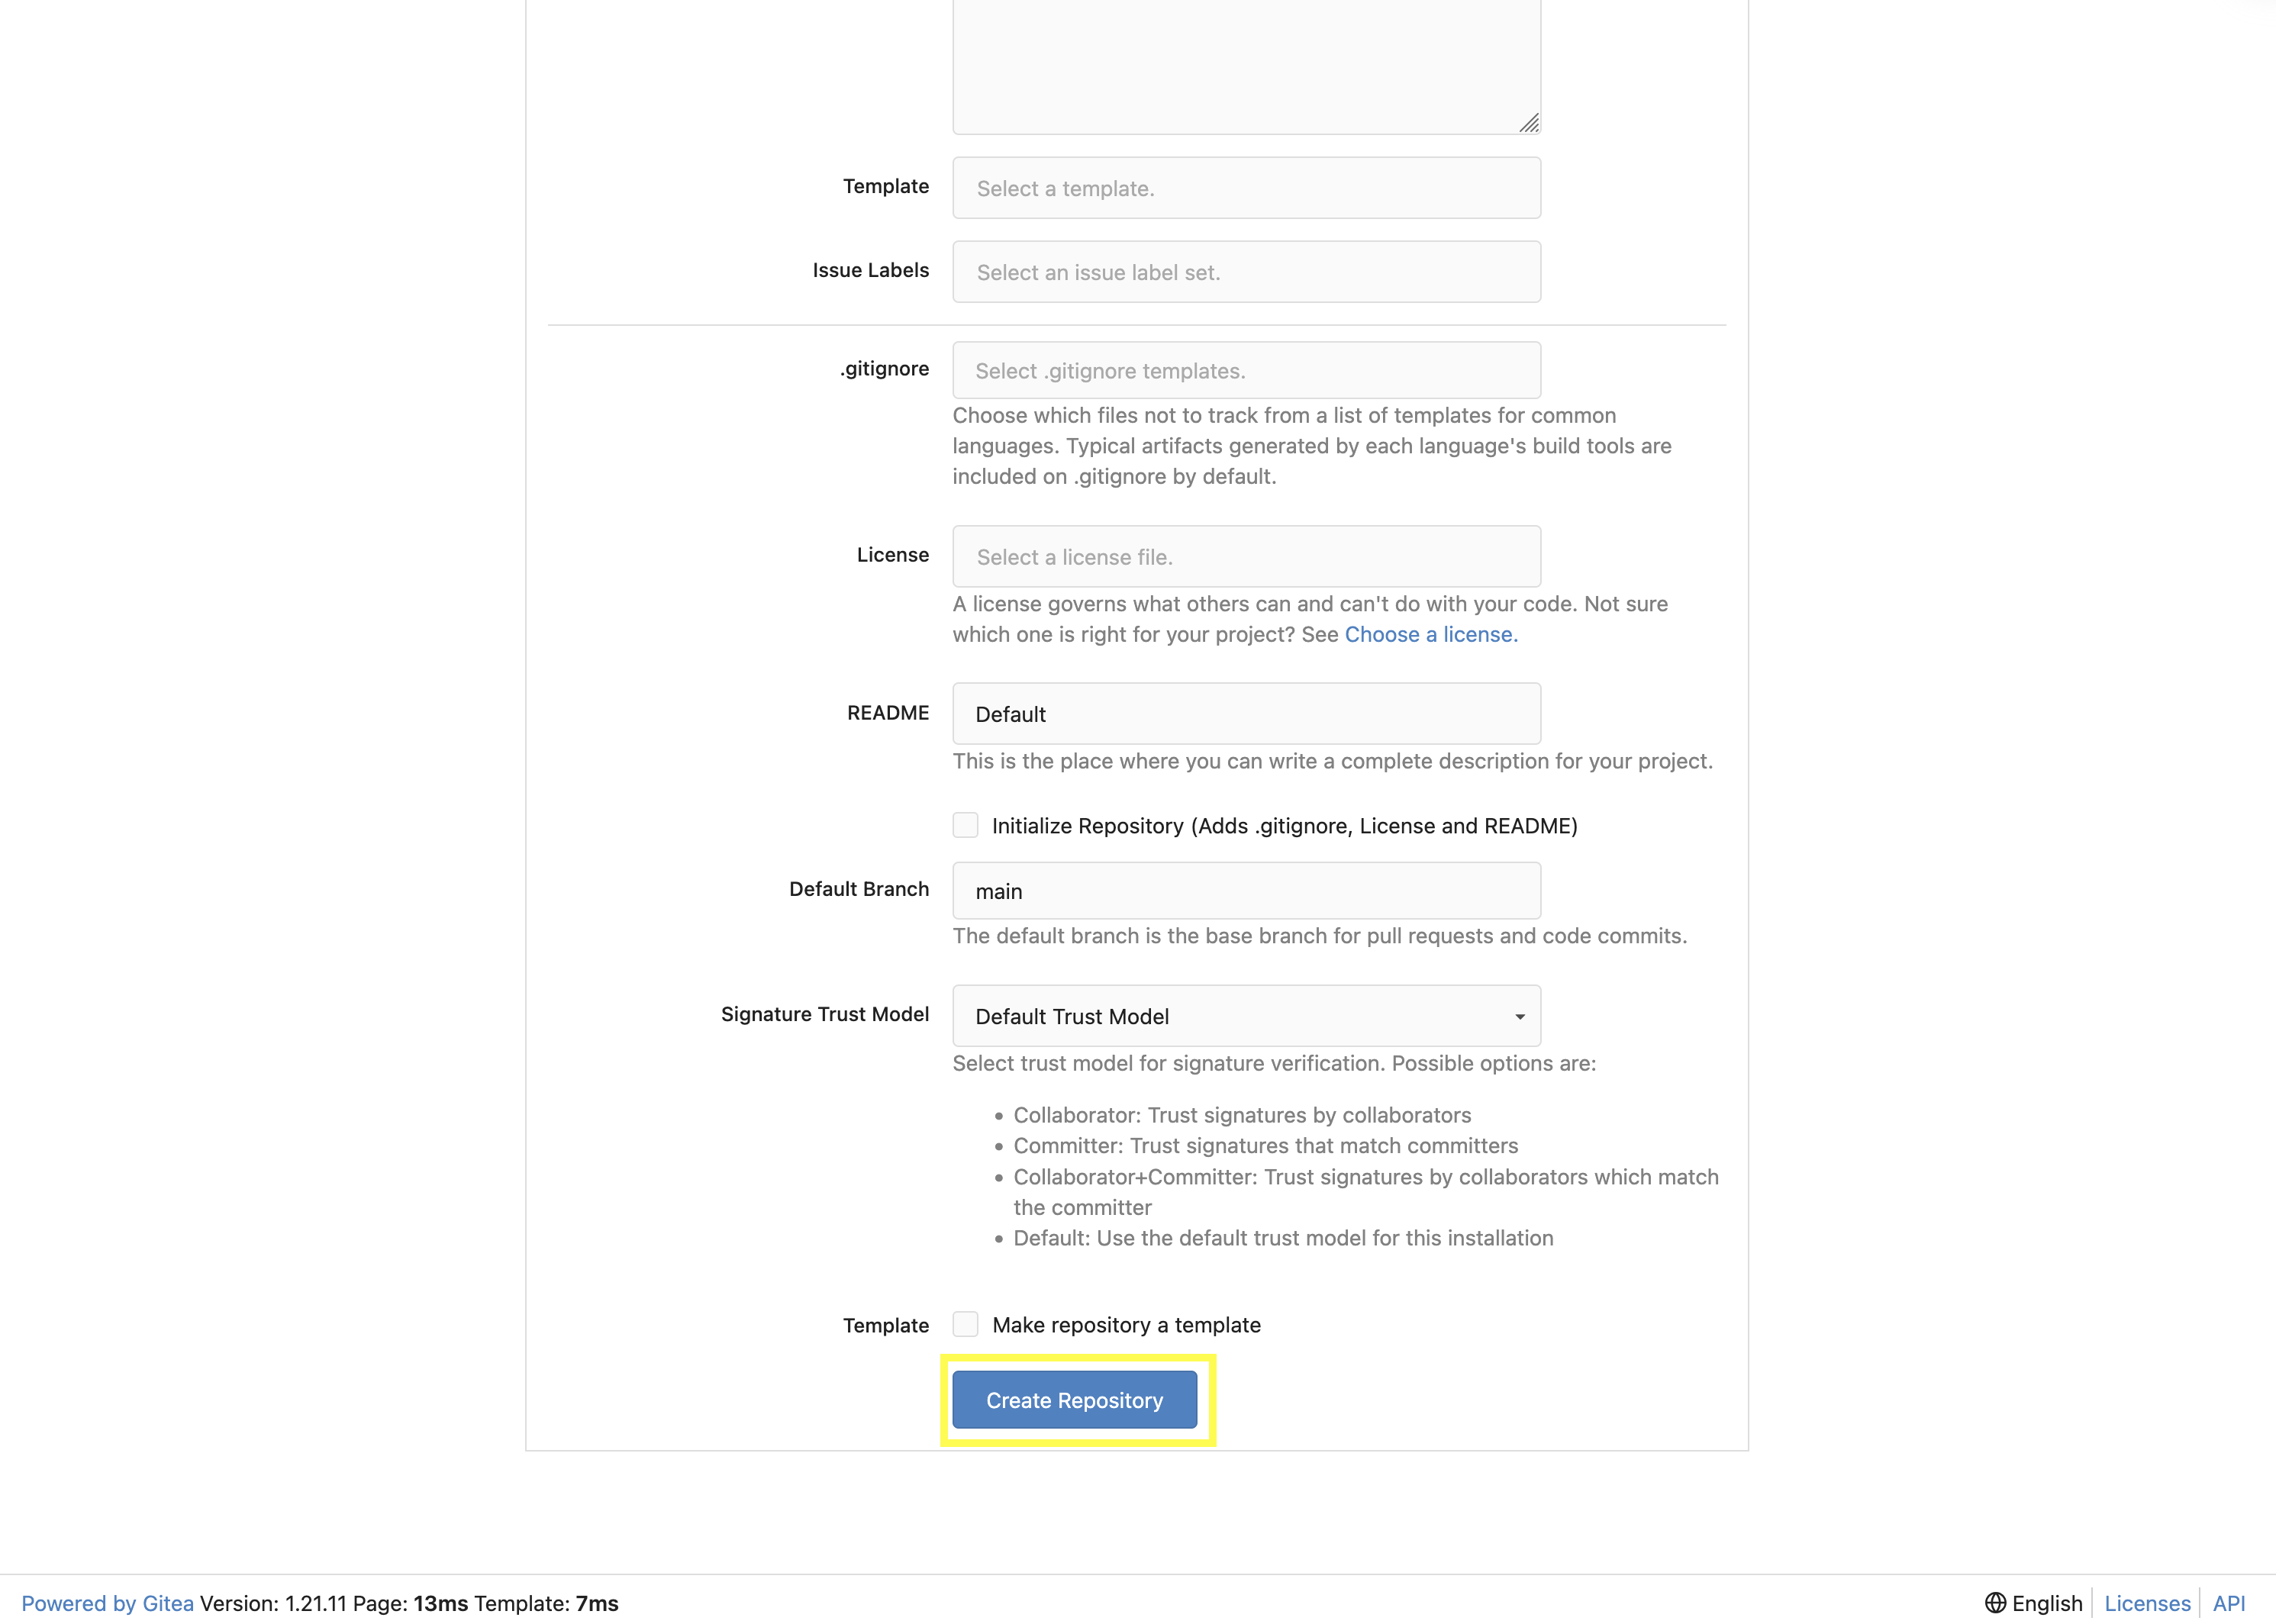 Template
Select a template.
Issue Labels
Select an issue label set.
.gitignore
Select .gitignore templates.
Choose which files not to track from a list of templates for common
languages. Typical artifacts generated by each language's build tools are
included on .gitignore by default.
License
Select a license file.
A license governs what others can and can't do with your code. Not sure
which one is right for your project? See Choose a license.
README
Default
This is the place where you can write a complete description for your project.
Initialize Repository (Adds .gitignore, License and README)
Default Branch
main
The default branch is the base branch for pull requests and code commits.
Signature Trust Model
Default Trust Model
Select trust model for signature verification. Possible options are:
• Collaborator: Trust signatures by collaborators
• Committer: Trust signatures that match committers
• Collaborator+Committer: Trust signatures by collaborators which match
the committer
• Default: Use the default trust model for this installation
Template
Make repository a template
Create Repository
Powered by Gitea Version: 1.21.11 Page: 13ms Template: 7ms
English
Licenses
API